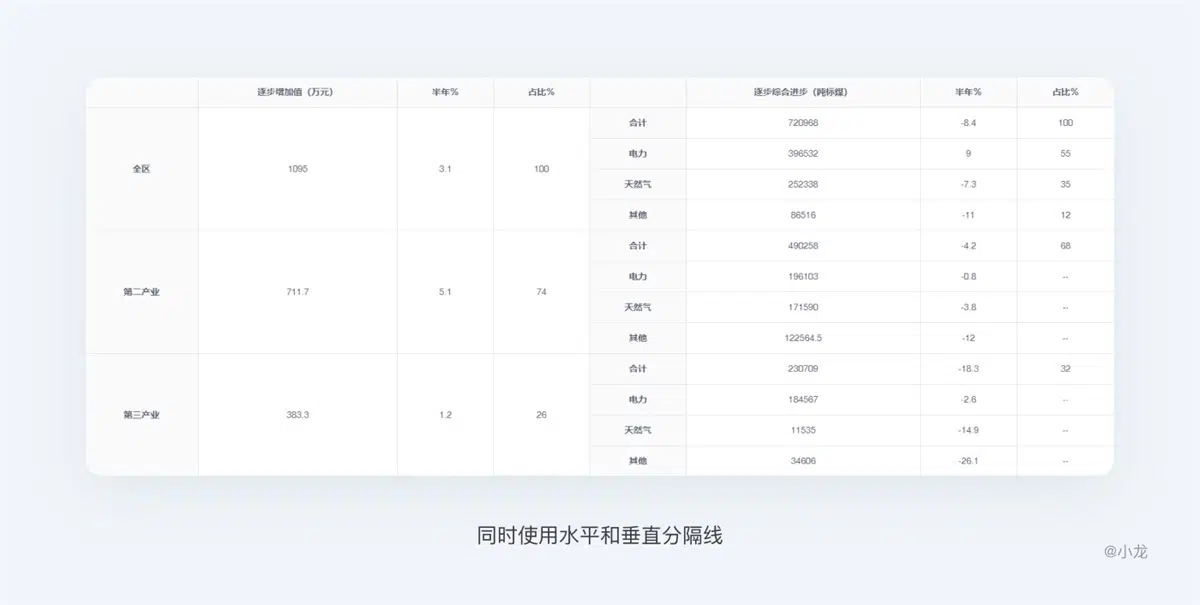 逐步增加值（万元） 半年% 占比% 逐步综合进步（吨标煤） 半年% 占比%
全区 1095 3.1 100 合计 720968 -8.4 100
电力 396532 9 55
天然气 252338 -7.3 35
其他 86516 -11 12
第二产业 711.7 5.1 74 合计 490258 -4.2 68
电力 196103 -0.8 --
天然气 171590 -3.8 --
其他 122564.5 -12 --
第三产业 383.3 1.2 26 合计 230709 -18.3 32
电力 184567 -2.6 --
天然气 11535 -14.9 --
其他 34606 -26.1 --
同时使用水平和垂直分隔线
@小龙